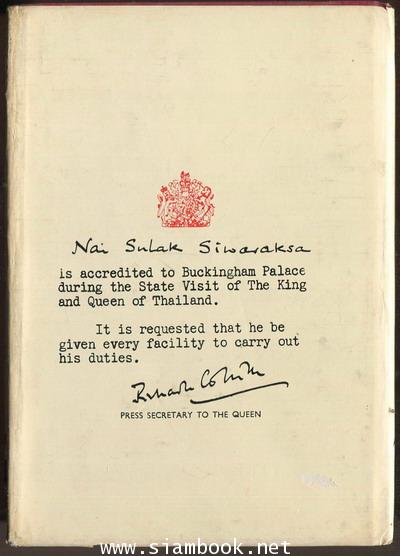 Nai Sulak Siwaraksa
is accredited to Buckingham Palace
during the State Visit of The King
and Queen of Thailand.
It is requested that he be
given every facility to carry out
his duties.
PRESS SECRETARY TO THE QUEEN
www.siambook.net